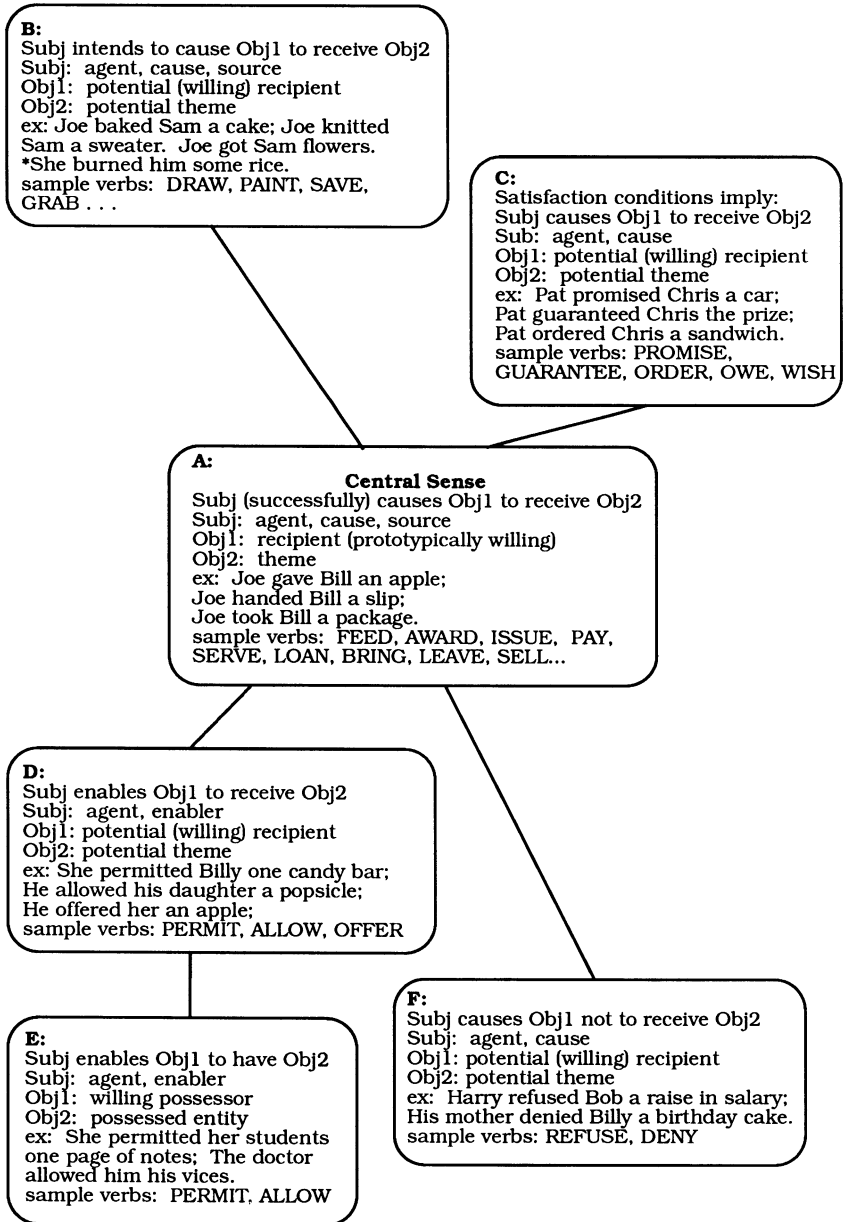 B:
Subj intends to cause Obj1 to receive Obj2
Subj: agent, cause, source
Obj1: potential (willing) recipient
Obj2: potential theme
ex: Joe baked Sam a cake; Joe knitted
Sam a sweater. Joe got Sam flowers.
*She burned him some rice.
sample verbs: DRAW, PAINT, SAVE,
GRAB . . .
C:
Satisfaction conditions imply:
Subj causes Obj1 to receive Obj2
Sub: agent, cause
Obj1: potential (willing) recipient
Obj2: potential theme
ex: Pat promised Chris a car;
Pat guaranteed Chris the prize;
Pat ordered Chris a sandwich.
sample verbs: PROMISE,
GUARANTEE, ORDER, OWE, WISH
A:
Central Sense
Subj (successfully) causes Obj1 to receive Obj2
Subj: agent, cause, source
Obj1: recipient (prototypically willing)
Obj2: theme
ex: Joe gave Bill an apple;
Joe handed Bill a slip;
Joe took Bill a package.
sample verbs: FEED, AWARD, ISSUE, PAY,
SERVE, LOAN, BRING, LEAVE, SELL...
D:
Subj enables Obj1 to receive Obj2
Subj: agent, enabler
Obj1: potential (willing) recipient
Obj2: potential theme
ex: She permitted Billy one candy bar;
He allowed his daughter a popsicle;
He offered her an apple;
sample verbs: PERMIT, ALLOW, OFFER
E:
Subj enables Obj1 to have Obj2
Subj: agent, enabler
Obj1: willing possessor
Obj2: possessed entity
ex: She permitted her students
one page of notes; The doctor
allowed him his vices.
sample verbs: PERMIT, ALLOW
F:
Subj causes Obj1 not to receive Obj2
Subj: agent, cause
Obj1: potential (willing) recipient
Obj2: potential theme
ex: Harry refused Bob a raise in salary;
His mother denied Billy a birthday cake.
sample verbs: REFUSE, DENY